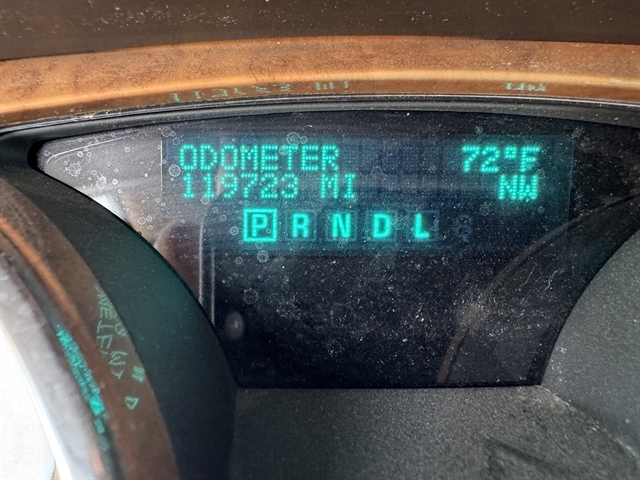 ODOMETER 72°F
119723 MI NW
P R N D L